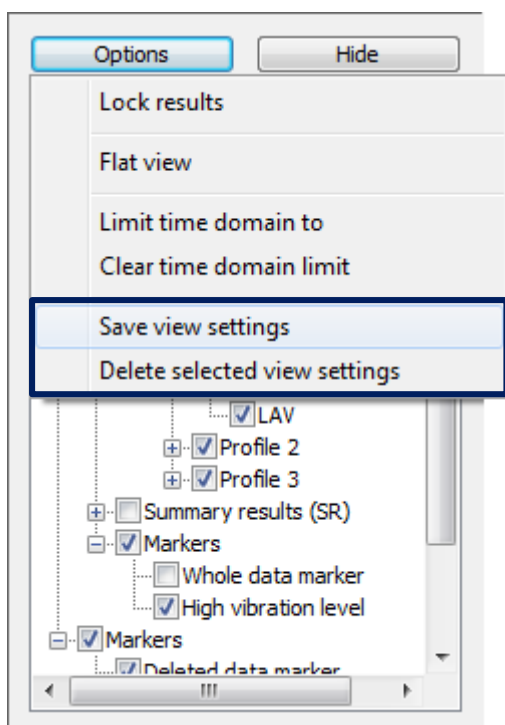 Options Hide
Lock results
Flat view
Limit time domain to
Clear time domain limit
Save view settings
Delete selected view settings
LAV
Profile 2
Profile 3
Summary results (SR)
Markers
Whole data marker
High vibration level
Markers
Deleted data marker